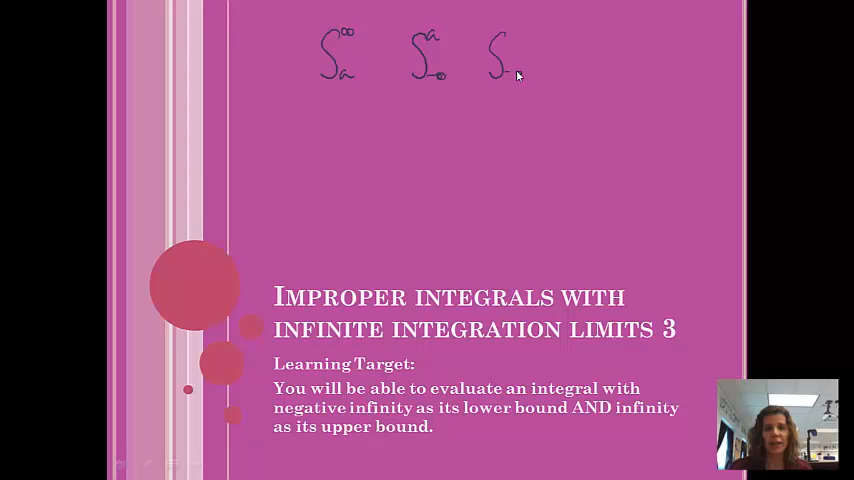 ∫ₐ^∞ ∫₋∞^a ∫₋
IMPROPER INTEGRALS WITH
INFINITE INTEGRATION LIMITS 3
Learning Target:
You will be able to evaluate an integral with
negative infinity as its lower bound AND infinity
as its upper bound.